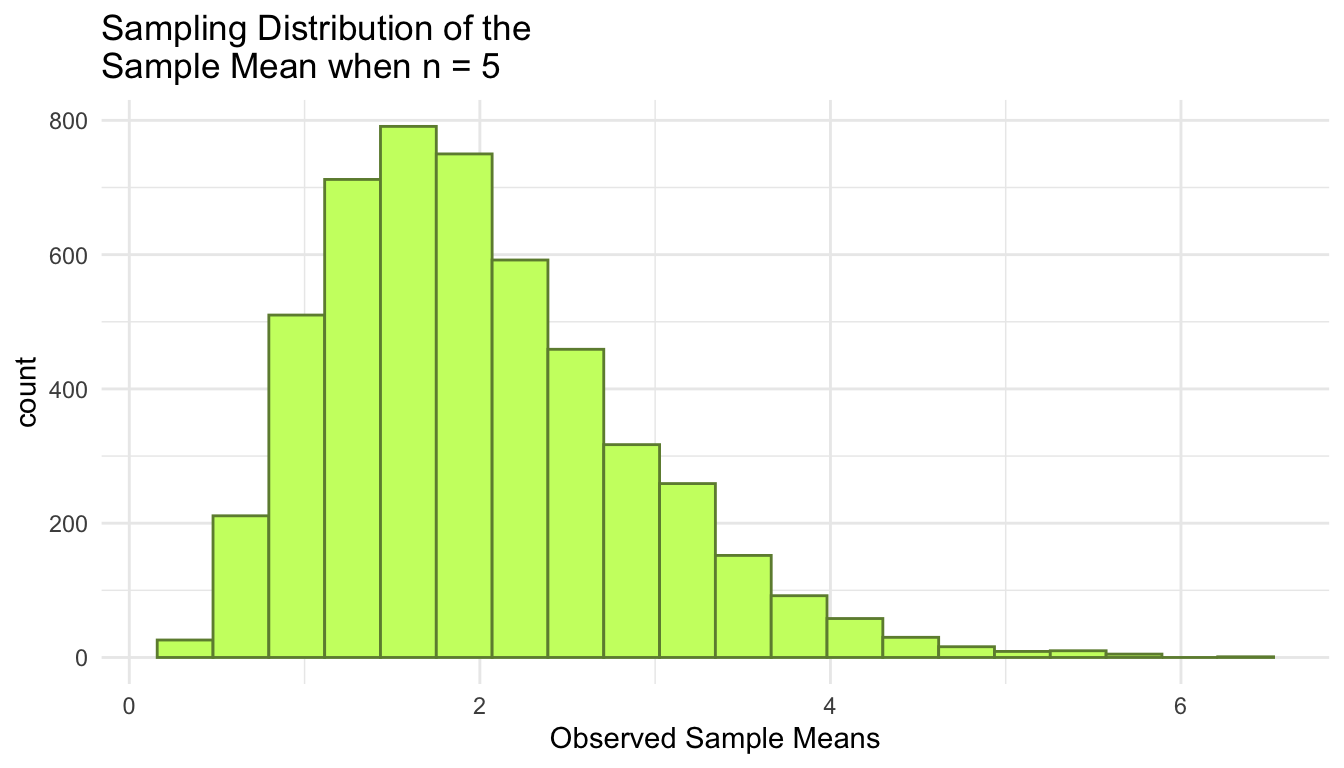 Sampling Distribution of the
Sample Mean when n = 5
800
600
400
200
0
count
0 2 4 6
Observed Sample Means